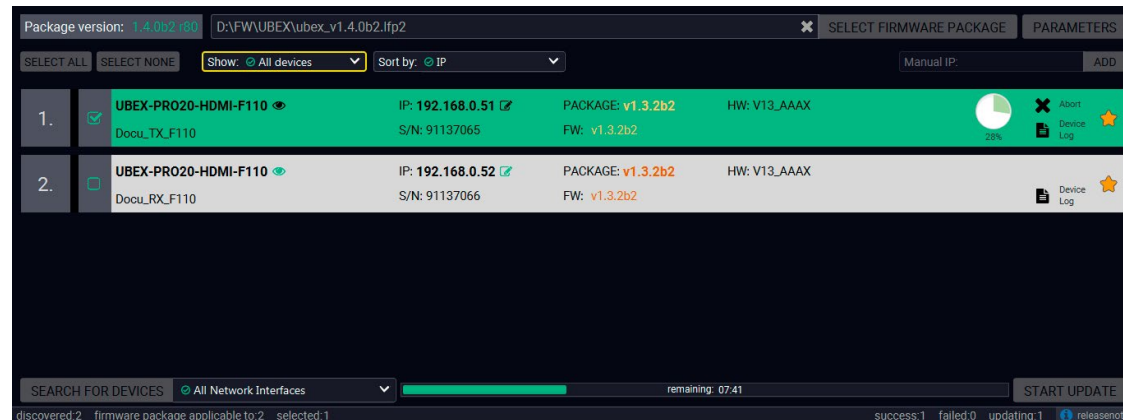 Package version: 1.4.0b2 r80 D:\FW\UBEX\ubex_v1.4.0b2.lfp2 SELECT FIRMWARE PACKAGE PARAMETERS
SELECT ALL SELECT NONE Show: All devices Sort by: IP Manual IP: ADD
1. UBEX-PRO20-HDMI-F110 IP: 192.168.0.51 PACKAGE: v1.3.2b2 HW: V13_AAAX Abort
Docu_TX_F110 S/N: 91137065 FW: v1.3.2b2 28% Device Log
2. UBEX-PRO20-HDMI-F110 IP: 192.168.0.52 PACKAGE: v1.3.2b2 HW: V13_AAAX
Docu_RX_F110 S/N: 91137066 FW: v1.3.2b2 Device Log
SEARCH FOR DEVICES All Network Interfaces remaining: 07:41 START UPDATE
discovered:2 firmware package applicable to:2 selected:1 success:1 failed:0 updating:1 releasenot